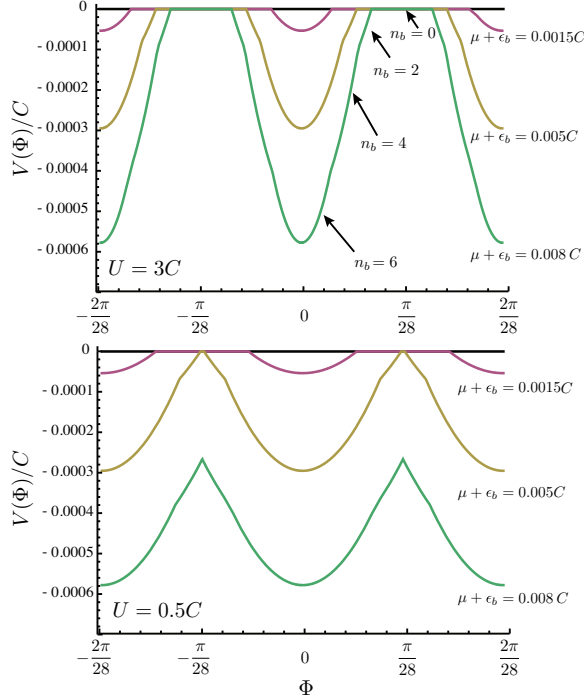 0
- 0.0001
- 0.0002
- 0.0003
- 0.0004
- 0.0005
- 0.0006
V(Φ)/C
n_b = 0
n_b = 2
n_b = 4
n_b = 6
μ + ϵ_b = 0.0015C
μ + ϵ_b = 0.005C
μ + ϵ_b = 0.008 C
U = 3C
−2π/28
−π/28
0
π/28
2π/28
0
- 0.0001
- 0.0002
- 0.0003
- 0.0004
- 0.0005
- 0.0006
V(Φ)/C
μ + ϵ_b = 0.0015C
μ + ϵ_b = 0.005C
μ + ϵ_b = 0.008 C
U = 0.5C
−2π/28
−π/28
0
π/28
2π/28
Φ